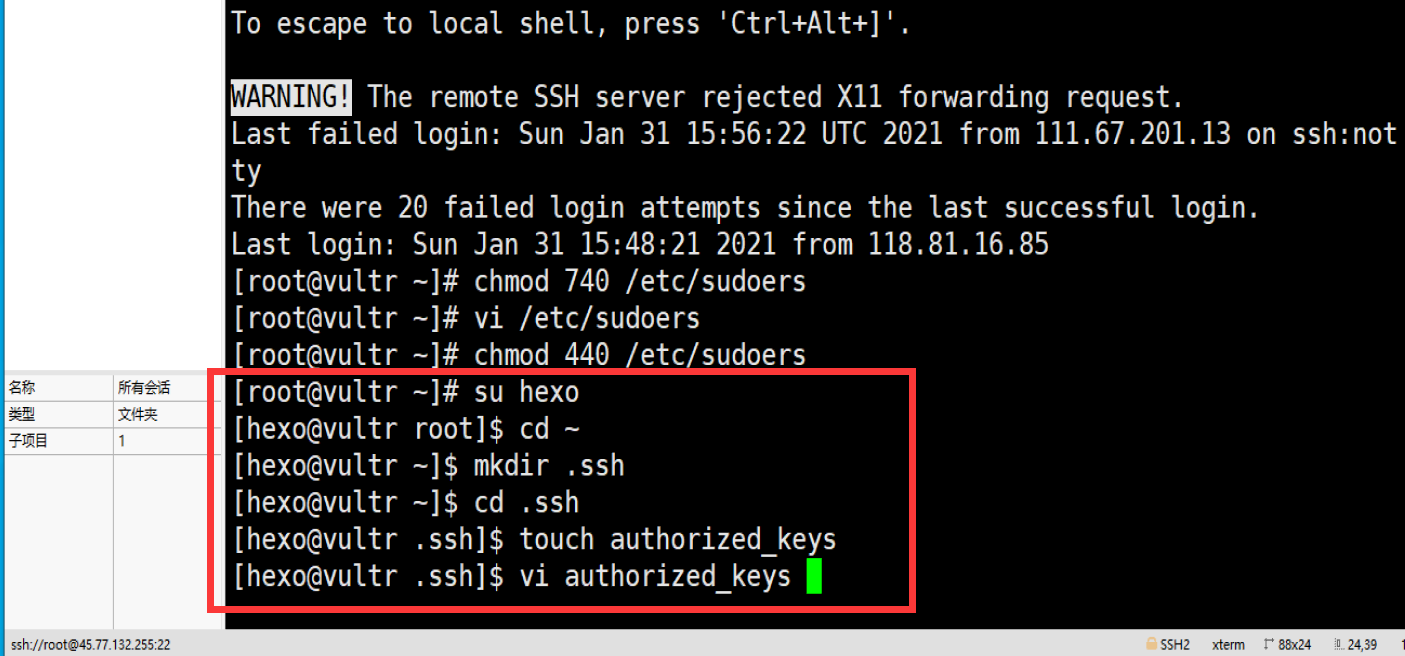 To escape to local shell, press 'Ctrl+Alt+]'.
WARNING! The remote SSH server rejected X11 forwarding request.
Last failed login: Sun Jan 31 15:56:22 UTC 2021 from 111.67.201.13 on ssh:not
ty
There were 20 failed login attempts since the last successful login.
Last login: Sun Jan 31 15:48:21 2021 from 118.81.16.85
[root@vultr ~]# chmod 740 /etc/sudoers
[root@vultr ~]# vi /etc/sudoers
[root@vultr ~]# chmod 440 /etc/sudoers
[root@vultr ~]# su hexo
[hexo@vultr root]$ cd ~
[hexo@vultr ~]$ mkdir .ssh
[hexo@vultr ~]$ cd .ssh
[hexo@vultr .ssh]$ touch authorized_keys
[hexo@vultr .ssh]$ vi authorized_keys
名称 所有会话
类型 文件夹
子项目 1
ssh://root@45.77.132.255:22 SSH2 xterm 88x24 24,39 1